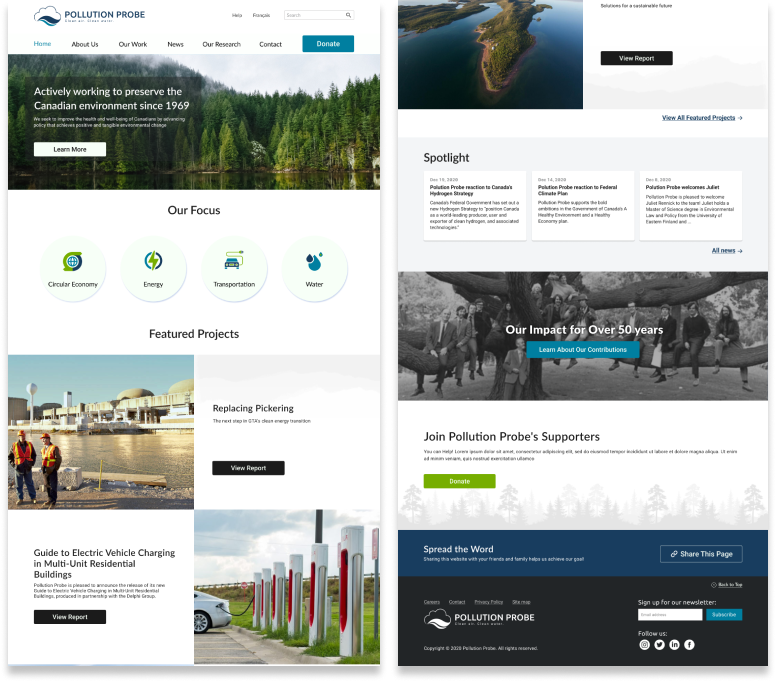 POLLUTION PROBE
Clean air. Clean water.
Help
Français
Search
Home
About Us
Our Work
News
Our Research
Contact
Donate
Actively working to preserve the
Canadian environment since 1969
We seek to improve the health and well-being of Canadians by advancing
policy that achieves positive and tangible environmental change
Learn More
Our Focus
Circular Economy
Energy
Transportation
Water
Featured Projects
Replacing Pickering
The next step in GTA's clean energy transition
View Report
Guide to Electric Vehicle Charging
in Multi-Unit Residential
Buildings
Pollution Probe is pleased to announce the release of its new
Guide to Electric Vehicle Charging in Multi-Unit Residential
Buildings, produced in partnership with the Delphi Group.
View Report
Solutions for a sustainable future
View Report
View All Featured Projects →
Spotlight
Dec 15, 2020
Polution Probe reaction to Canada's
Hydrogen Strategy
Canada's Federal Government has set out a
new Hydrogen Strategy to "position Canada
as a world-leading producer, user and
exporter of clean hydrogen, and associated
technologies."
Dec 14, 2020
Pollution Probe reaction to Federal
Climate Plan
Pollution Probe supports the bold
ambitions in the Government of Canada's A
Healthy Environment and a Healthy
Economy plan.
Dec 8, 2020
Polution Probe welcomes Juliet
Pollution Probe is pleased to welcome
Juliet Remick to the team! Juliet holds a
Master of Science degree in Environmental
Law and Policy from the University of
Eastern Finland and ...
All news →
Our Impact for Over 50 years
Learn About Our Contributions
Join Pollution Probe's Supporters
You can Help! Lorem ipsum dolor sit amet, consectetur adipiscing elit, sed do eiusmod tempor incididunt ut labore et dolore magna aliqua. Ut enim
ad minim veniam, quis nostrud exercitation ullamco
Donate
Spread the Word
Sharing this website with your friends and family helps us achieve our goal!
Share This Page
Back to Top
Careers
Contact
Privacy Policy
Site map
POLLUTION PROBE
Clean air. Clean water.
Copyright © 2020 Pollution Probe. All rights reserved.
Sign up for our newsletter:
Email address
Subscribe
Follow us: